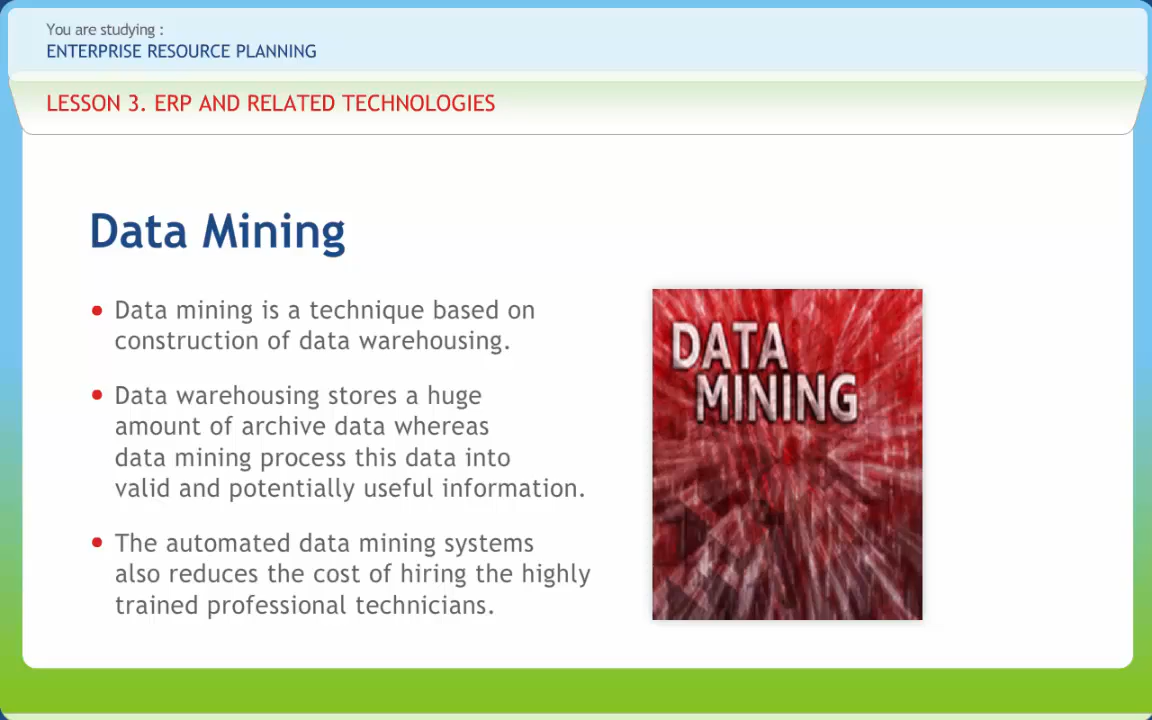 You are studying :
ENTERPRISE RESOURCE PLANNING
LESSON 3. ERP AND RELATED TECHNOLOGIES
Data Mining
• Data mining is a technique based on
construction of data warehousing.
• Data warehousing stores a huge
amount of archive data whereas
data mining process this data into
valid and potentially useful information.
• The automated data mining systems
also reduces the cost of hiring the highly
trained professional technicians.
DATA
MINING